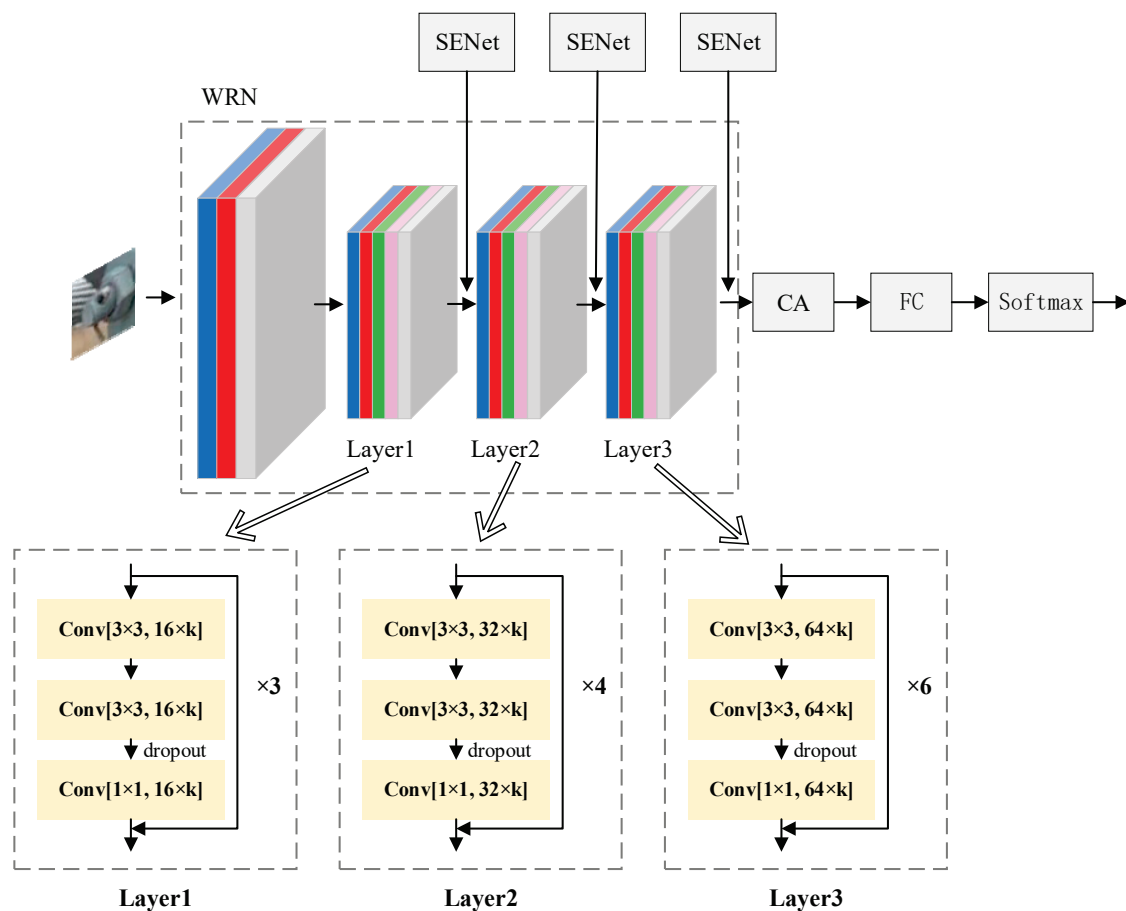 SENet
SENet
SENet
WRN
CA
FC
Softmax
Layer1
Layer2
Layer3
Conv[3×3, 16×k]
Conv[3×3, 16×k]
dropout
Conv[1×1, 16×k]
×3
Layer1
Conv[3×3, 32×k]
Conv[3×3, 32×k]
dropout
Conv[1×1, 32×k]
×4
Layer2
Conv[3×3, 64×k]
Conv[3×3, 64×k]
dropout
Conv[1×1, 64×k]
×6
Layer3